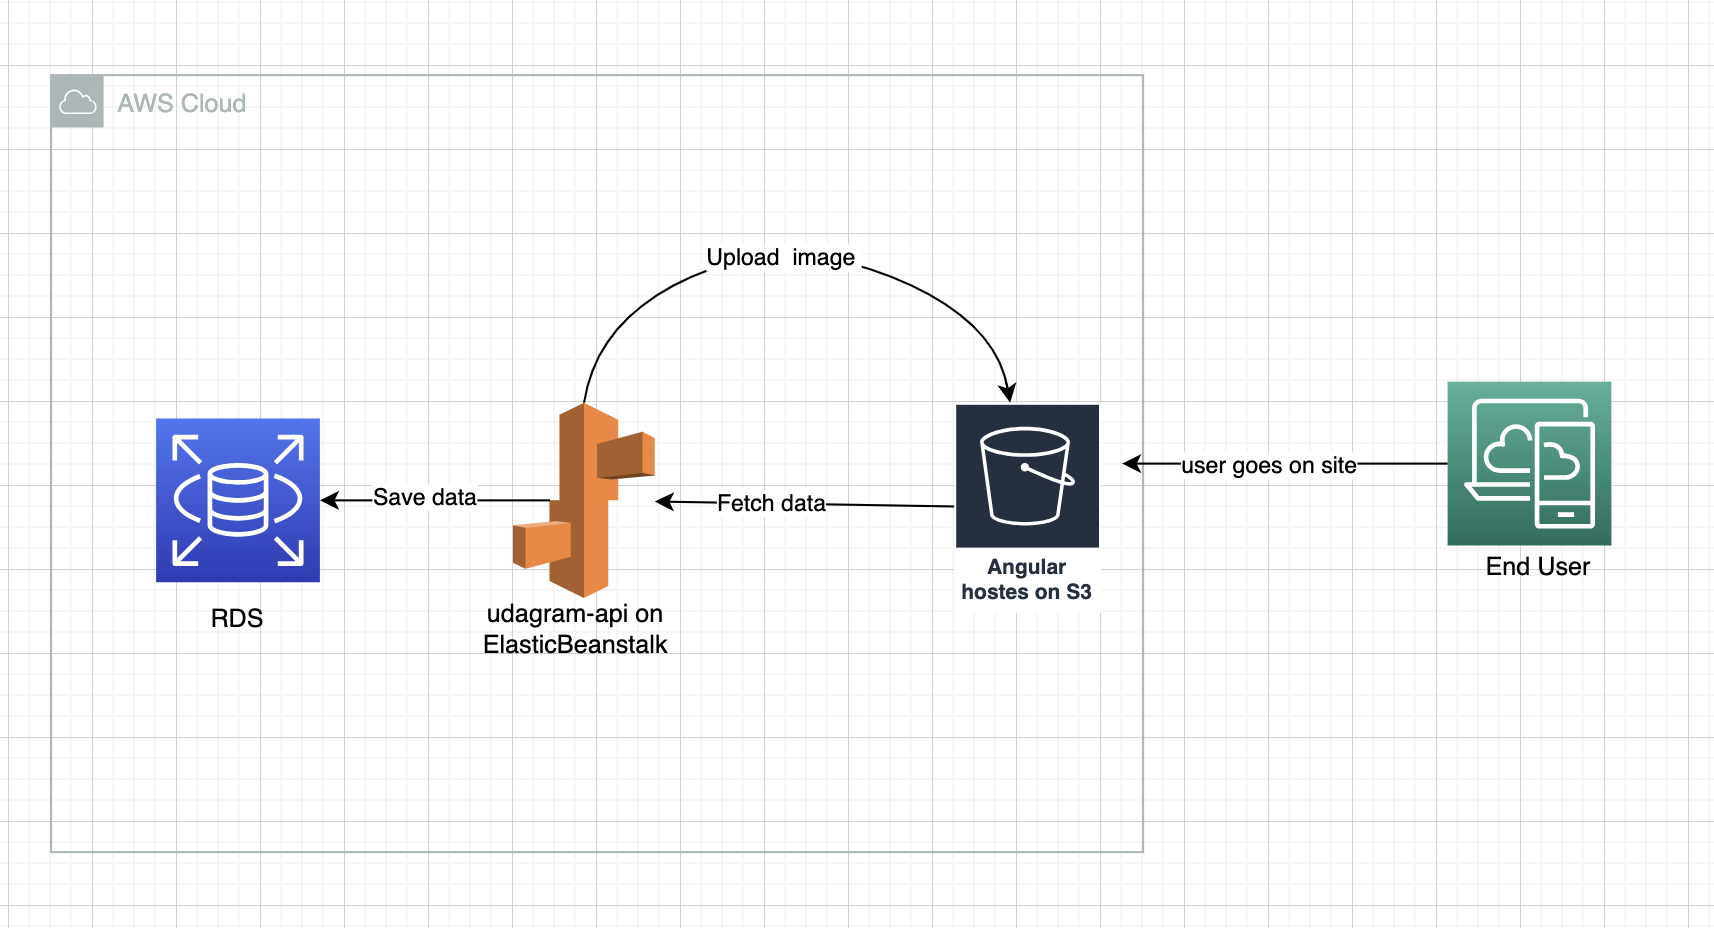 AWS Cloud
Upload  image
user goes on site
Save data
Fetch data
RDS
udagram-api on
ElasticBeanstalk
Angular
hostes on S3
End User